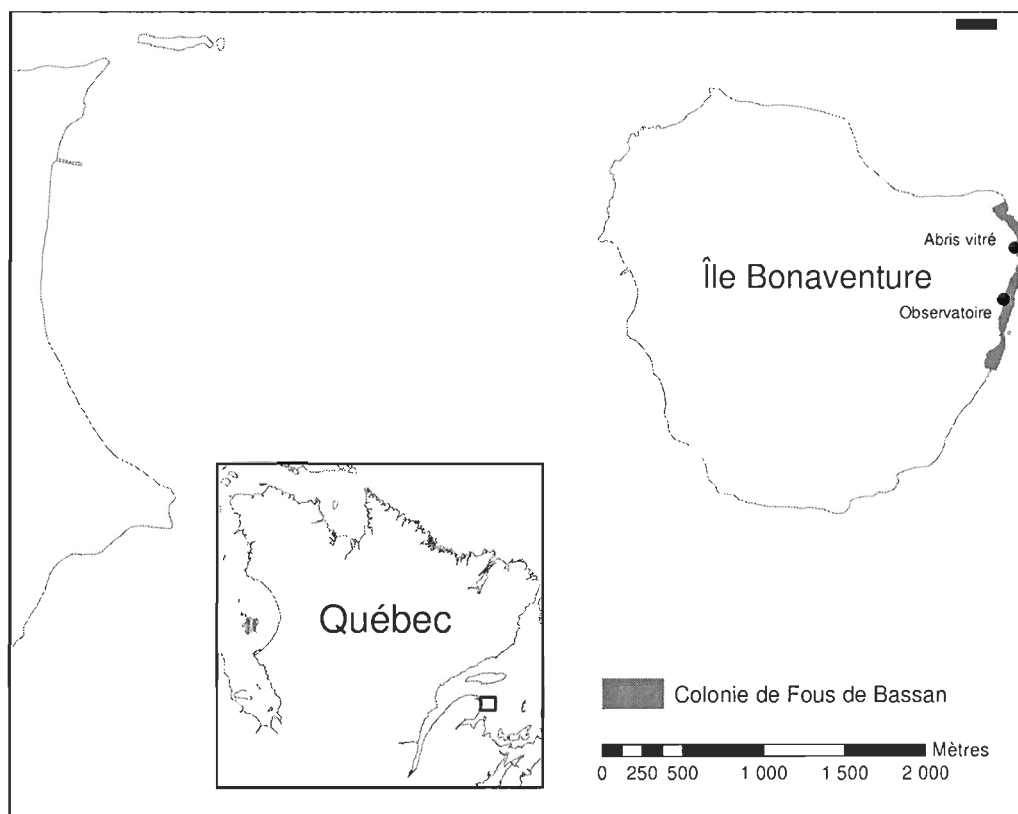 Abris vitré
Île Bonaventure
Observatoire
Québec
Colonie de Fous de Bassan
Mètres
0 250 500 1 000 1 500 2 000